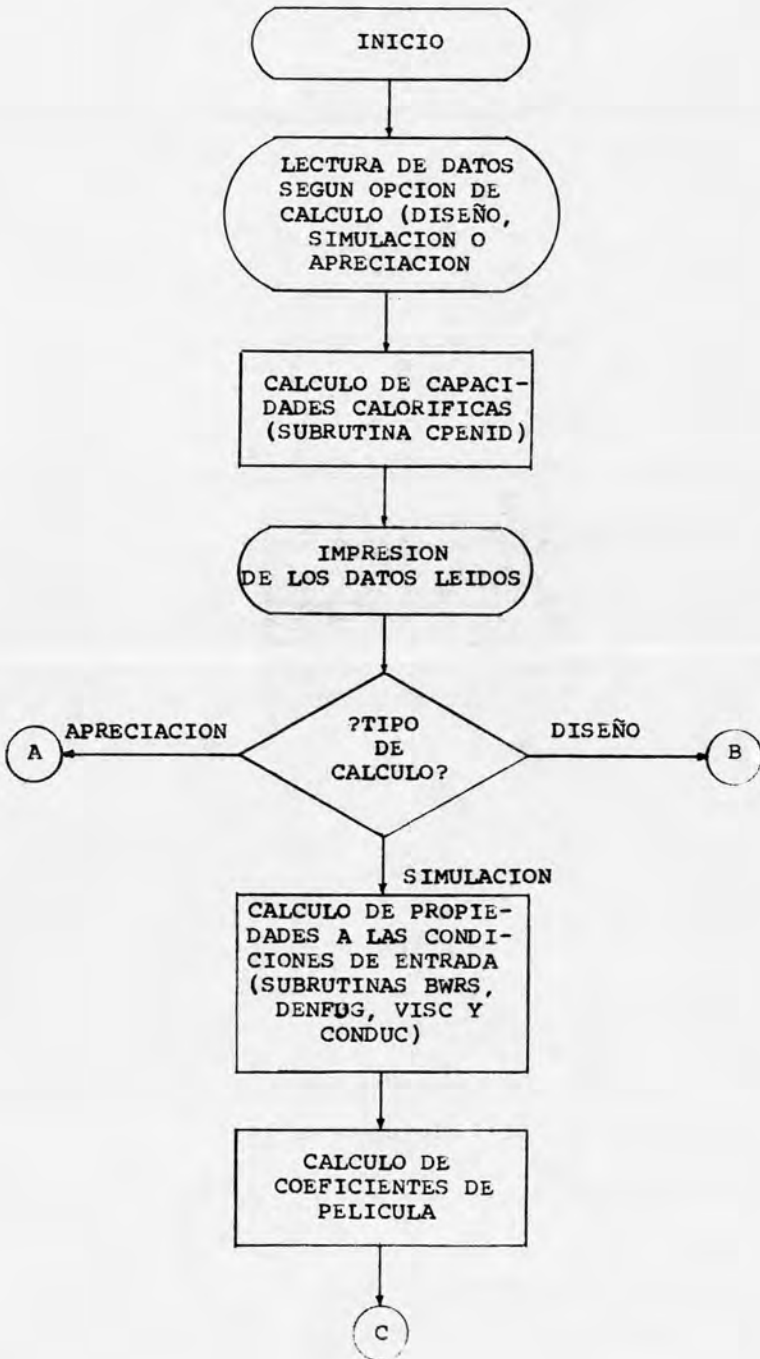 INICIO
LECTURA DE DATOS
SEGUN OPCION DE
CALCULO (DISEÑO,
SIMULACION O
APRECIACION
CALCULO DE CAPACI-
DADES CALORIFICAS
(SUBRUTINA CPENID)
IMPRESION
DE LOS DATOS LEIDOS
A
APRECIACION
?TIPO
DE
CALCULO?
DISEÑO
B
SIMULACION
CALCULO DE PROPIE-
DADES A LAS CONDI-
CIONES DE ENTRADA
(SUBRUTINAS BWRS,
DENFUG, VISC Y
CONDUC)
CALCULO DE
COEFICIENTES DE
PELICULA
C